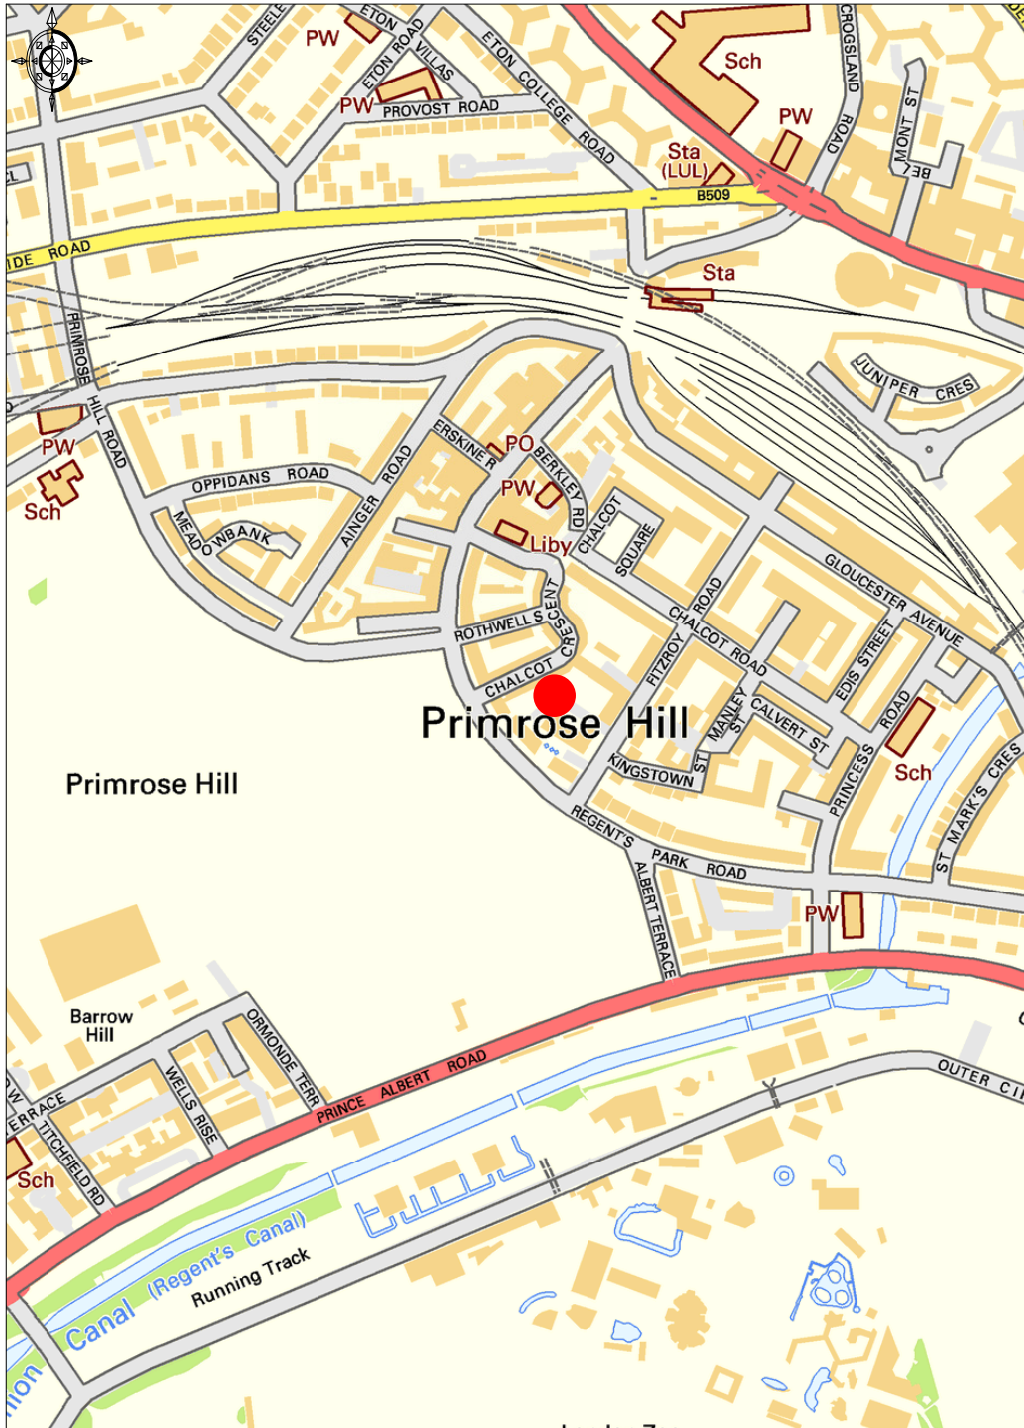 STEELE
PW
ETON
ETON ROAD
VILLAS
PW
PROVOST ROAD
ETON COLLEGE ROAD
Sch
CROGSLAND ROAD
PW
BELMONT ST
Sta
(LUL)
B509
Sta
ROAD
PRIMROSE HILL ROAD
JUNIPER CRES
PW
Sch
ERSKINE R
PO
BERKLEY RD
PW
Liby
OPPIDANS ROAD
MEADOWBANK
AINGER ROAD
CHALCOT SQUARE
GLOUCESTER AVENUE
ROTHWELL S
CHALCOT CRESCENT
CHALCOT ROAD
FITZROY ROAD
EDIS STREET
MANLEY ST
CALVERT ST
KINGSTOWN ST
PRINCESS ROAD
Sch
ST MARK'S CRES
Primrose Hill
Primrose Hill
REGENT'S PARK ROAD
ALBERT TERRACE
PW
Barrow
Hill
ORMONDE TERR
WELLS RISE
ERRACE
TITCHFIELD RD
Sch
PRINCE ALBERT ROAD
OUTER CI
Canal (Regent's Canal)
Running Track